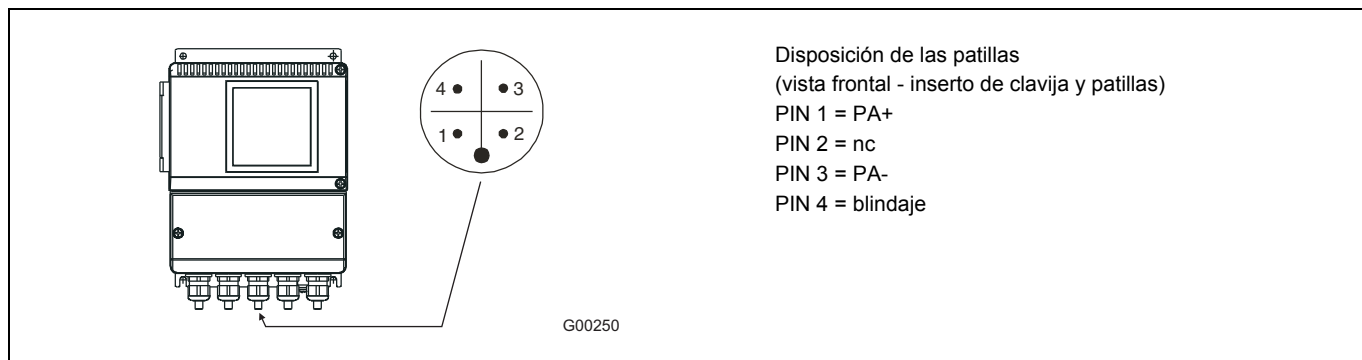 4 3
1 2
G00250
Disposición de las patillas
(vista frontal - inserto de clavija y patillas)
PIN 1 = PA+
PIN 2 = nc
PIN 3 = PA-
PIN 4 = blindaje